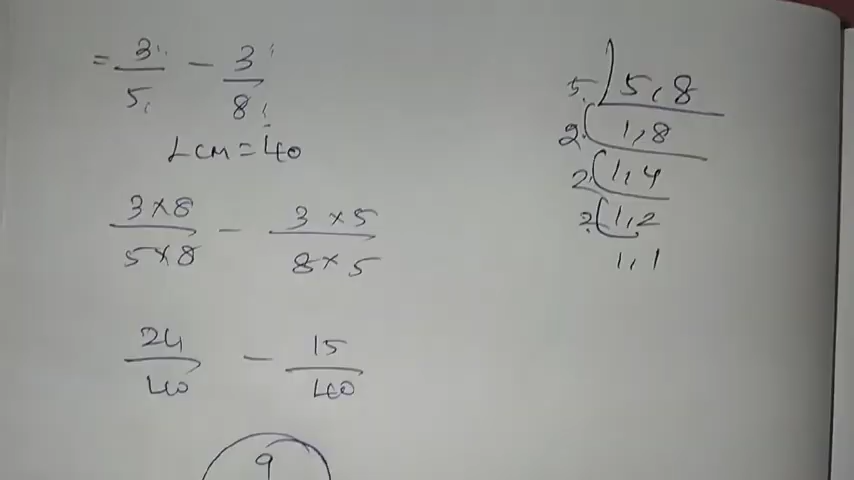 = 3/5 - 3/8
LCM = 40
3×8/5×8 - 3×5/8×5
24/40 - 15/40
9
5 | 5,8
2 | 1,8
2 | 1,4
2 | 1,2
1,1